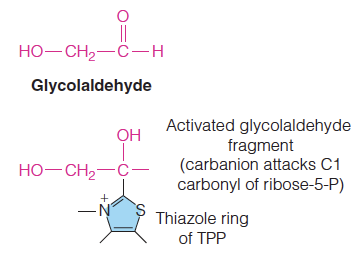 O
HO—CH₂—C—H
Glycolaldehyde
OH
HO—CH₂—C—
Activated glycolaldehyde
fragment
(carbanion attacks C1
carbonyl of ribose-5-P)
+
—N S
Thiazole ring
of TPP